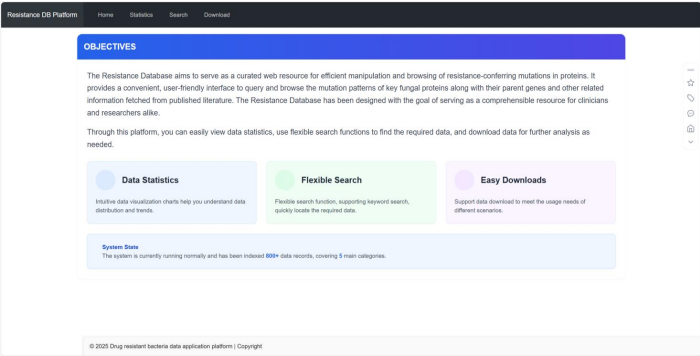 Resistance DB Platform Home Statistics Search Download
OBJECTIVES
The Resistance Database aims to serve as a curated web resource for efficient manipulation and browsing of resistance-conferring mutations in proteins. It
provides a convenient, user-friendly interface to query and browse the mutation patterns of key fungal proteins along with their parent genes and other related
information fetched from published literature. The Resistance Database has been designed with the goal of serving as a comprehensible resource for clinicians
and researchers alike.
Through this platform, you can easily view data statistics, use flexible search functions to find the required data, and download data for further analysis as
needed.
Data Statistics
Intuitive data visualization charts help you understand data
distribution and trends.
Flexible Search
Flexible search function, supporting keyword search,
quickly locate the required data.
Easy Downloads
Support data download to meet the usage needs of
different scenarios.
System State
The system is currently running normally and has been indexed 800+ data records, covering 5 main categories.
© 2025 Drug resistant bacteria data application platform | Copyright